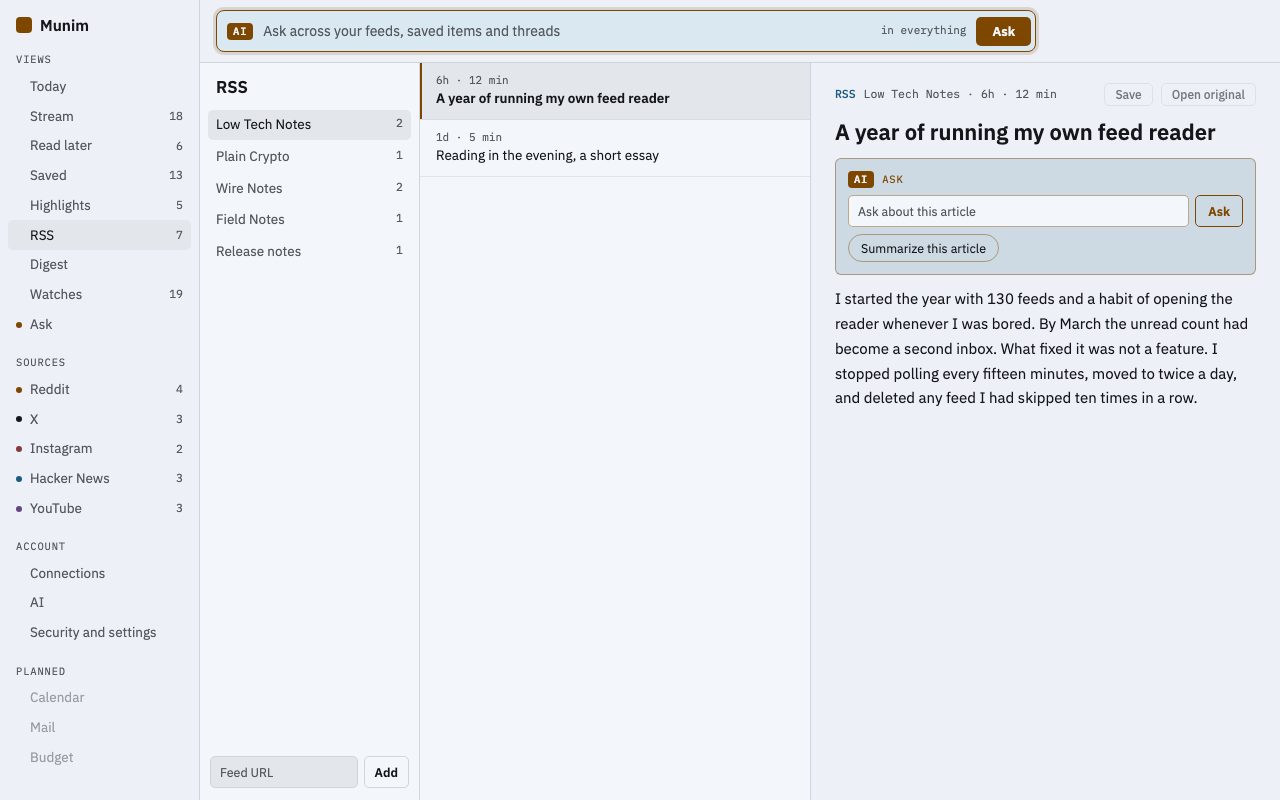 Munim
VIEWS
Today
Stream 18
Read later 6
Saved 13
Highlights 5
RSS 7
Digest
Watches 19
Ask
SOURCES
Reddit 4
X 3
Instagram 2
Hacker News 3
YouTube 3
ACCOUNT
Connections
AI
Security and settings
PLANNED
Calendar
Mail
Budget
AI Ask across your feeds, saved items and threads in everything Ask
RSS
Low Tech Notes 2
Plain Crypto 1
Wire Notes 2
Field Notes 1
Release notes 1
Feed URL Add
6h · 12 min
A year of running my own feed reader
1d · 5 min
Reading in the evening, a short essay
RSS Low Tech Notes · 6h · 12 min Save Open original
A year of running my own feed reader
AI ASK
Ask about this article Ask
Summarize this article
I started the year with 130 feeds and a habit of opening the
reader whenever I was bored. By March the unread count had
become a second inbox. What fixed it was not a feature. I
stopped polling every fifteen minutes, moved to twice a day,
and deleted any feed I had skipped ten times in a row.